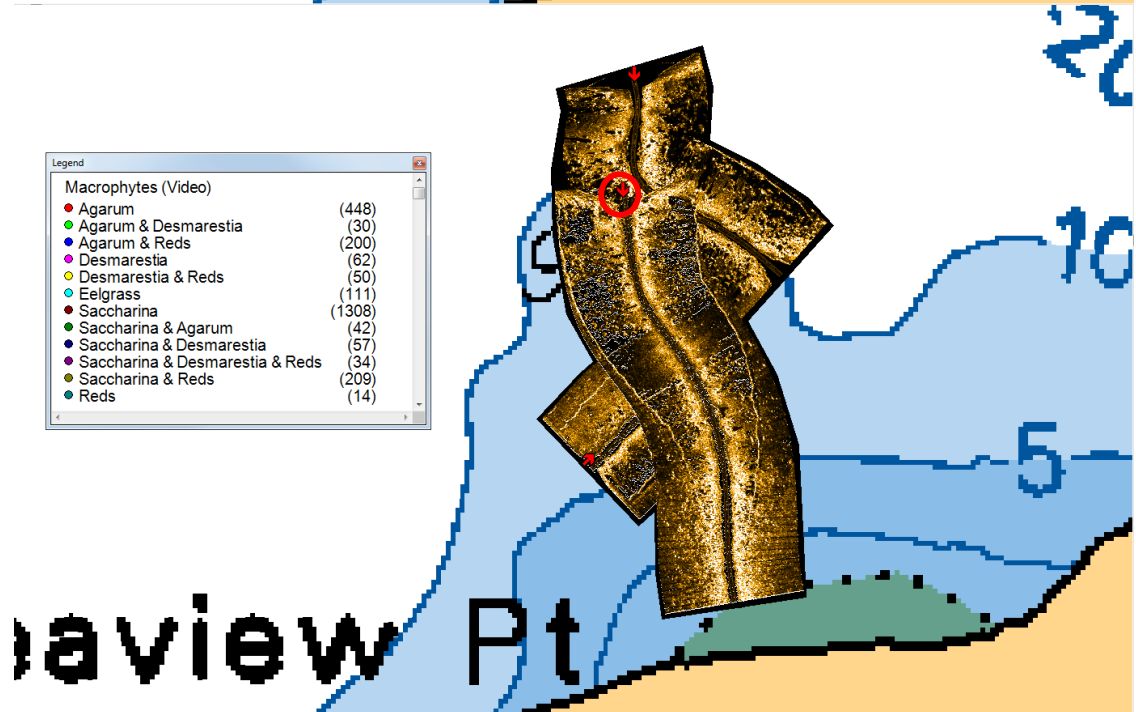 20
Legend
Macrophytes (Video)
Agarum (448)
Agarum & Desmarestia (30)
Agarum & Reds (200)
Desmarestia (62)
Desmarestia & Reds (50)
Eelgrass (111)
Saccharina (1308)
Saccharina & Agarum (42)
Saccharina & Desmarestia (57)
Saccharina & Desmarestia & Reds (34)
Saccharina & Reds (209)
Reds (14)
10
5
eaview Pt